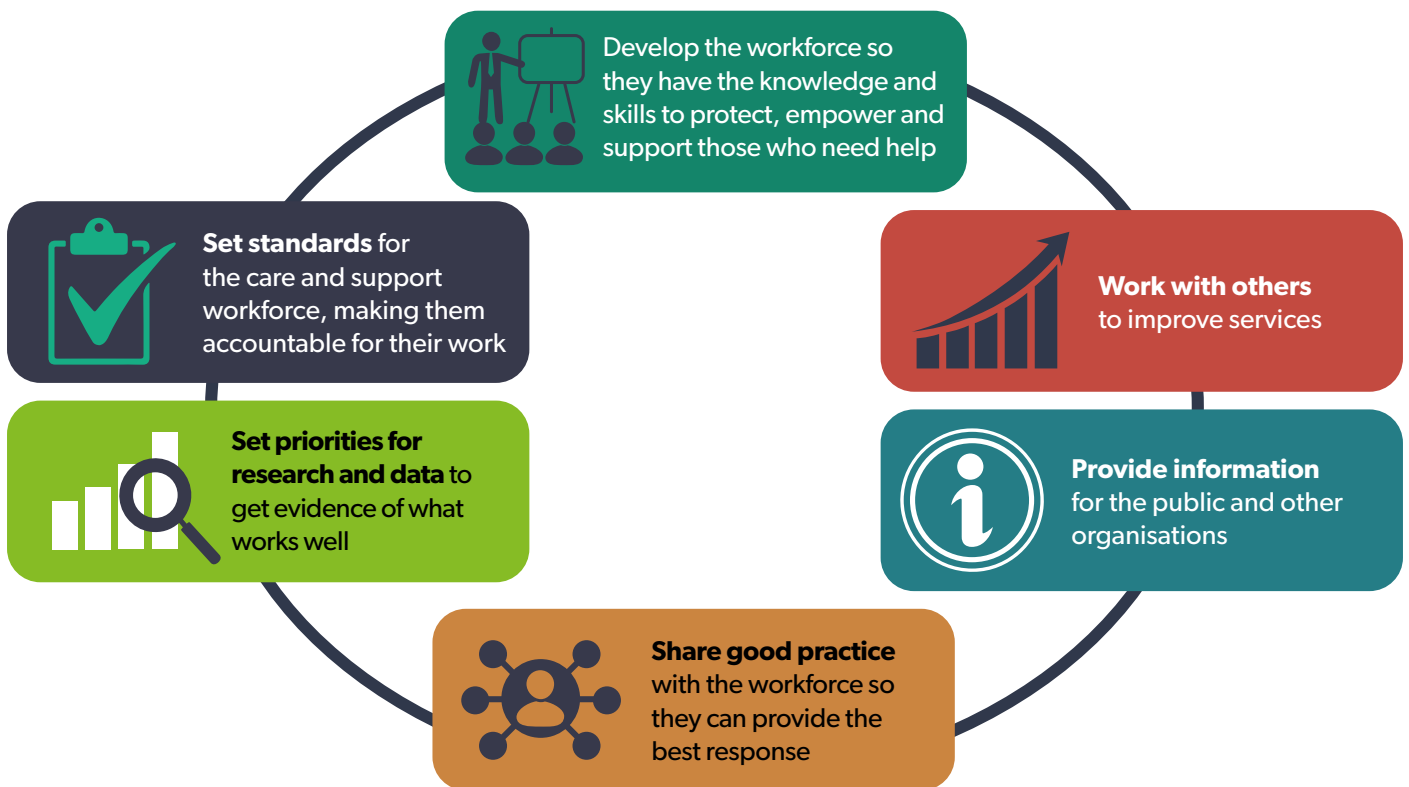 Develop the workforce so
they have the knowledge and
skills to protect, empower and
support those who need help
Set standards for
the care and support
workforce, making them
accountable for their work
Work with others
to improve services
Set priorities for
research and data to
get evidence of what
works well
Provide information
for the public and other
organisations
Share good practice
with the workforce so
they can provide the
best response